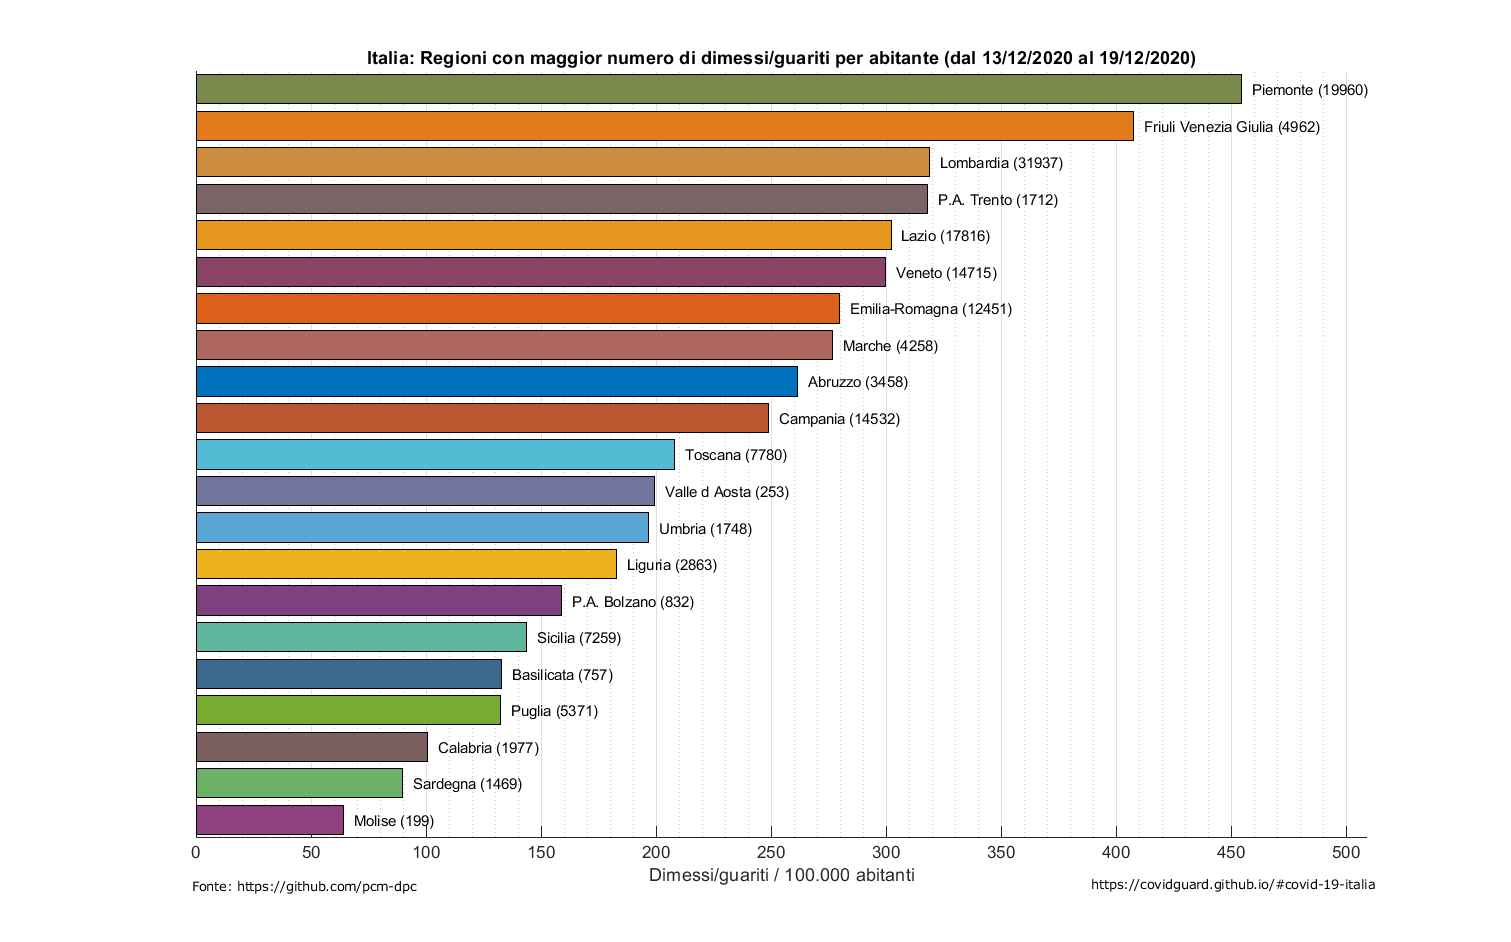 Italia: Regioni con maggior numero di dimessi/guariti per abitante (dal 13/12/2020 al 19/12/2020)
Piemonte (19960)
Friuli Venezia Giulia (4962)
Lombardia (31937)
P.A. Trento (1712)
Lazio (17816)
Veneto (14715)
Emilia-Romagna (12451)
Marche (4258)
Abruzzo (3458)
Campania (14532)
Toscana (7780)
Valle d Aosta (253)
Umbria (1748)
Liguria (2863)
P.A. Bolzano (832)
Sicilia (7259)
Basilicata (757)
Puglia (5371)
Calabria (1977)
Sardegna (1469)
Molise (199)
0 50 100 150 200 250 300 350 400 450 500
Dimessi/guariti / 100.000 abitanti
Fonte: https://github.com/pcm-dpc
https://covidguard.github.io/#covid-19-italia